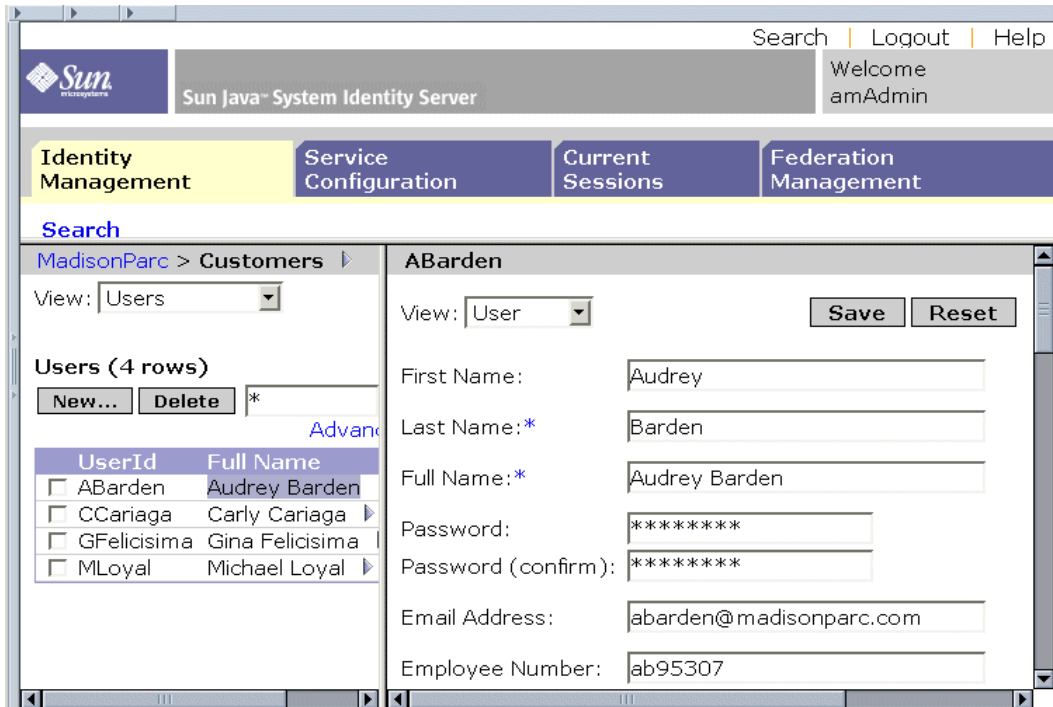 Search | Logout | Help
Sun
microsystems
Sun Java™ System Identity Server
Welcome
amAdmin
Identity
Management
Service
Configuration
Current
Sessions
Federation
Management
Search
MadisonParc > Customers
View: Users
Users (4 rows)
New... Delete *
UserId Full Name
ABarden Audrey Barden
CCariaga Carly Cariaga
GFelicisima Gina Felicisima
MLoyal Michael Loyal
ABarden
View: User Save Reset
First Name: Audrey
Last Name:* Barden
Full Name:* Audrey Barden
Password: ********
Password (confirm): ********
Email Address: abarden@madisonparc.com
Employee Number: ab95307